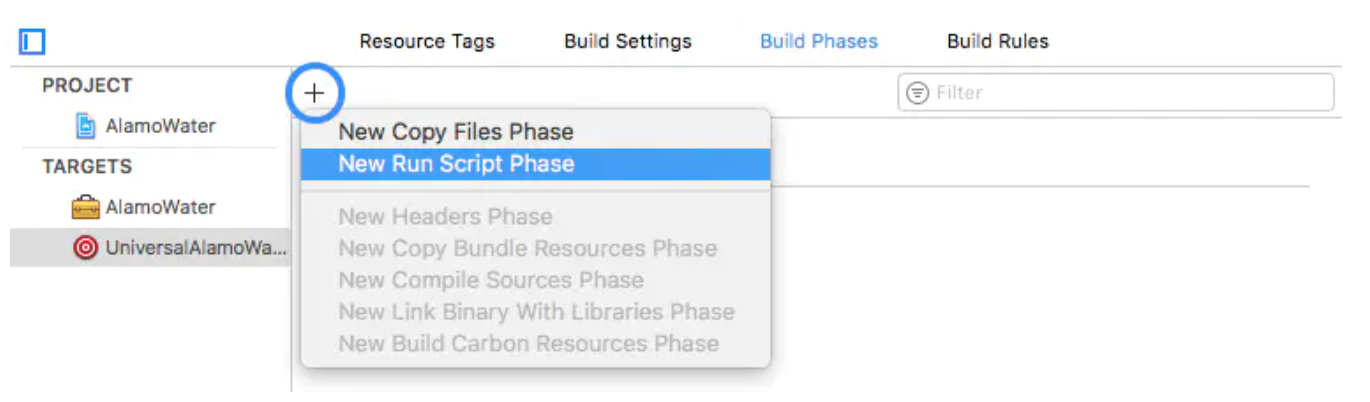 Resource Tags Build Settings Build Phases Build Rules
PROJECT
+
Filter
AlamoWater
New Copy Files Phase
New Run Script Phase
TARGETS
AlamoWater
UniversalAlamoWa...
New Headers Phase
New Copy Bundle Resources Phase
New Compile Sources Phase
New Link Binary With Libraries Phase
New Build Carbon Resources Phase